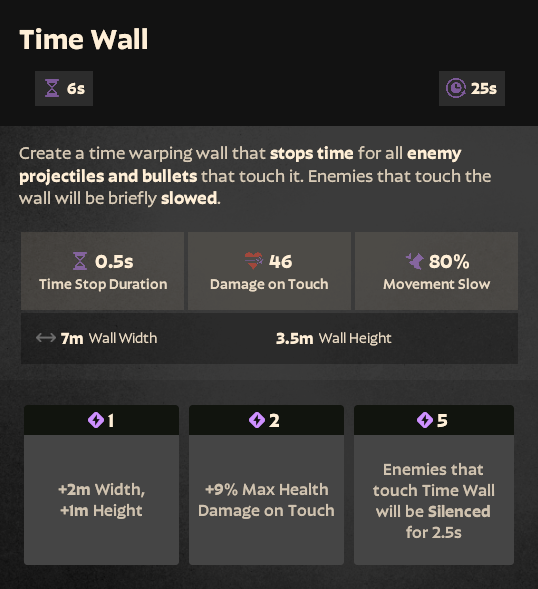 Time Wall
6s
25s
Create a time warping wall that stops time for all enemy
projectiles and bullets that touch it. Enemies that touch the
wall will be briefly slowed.
0.5s
Time Stop Duration
46
Damage on Touch
80%
Movement Slow
7m Wall Width
3.5m Wall Height
1
+2m Width,
+1m Height
2
+9% Max Health
Damage on Touch
5
Enemies that
touch Time Wall
will be Silenced
for 2.5s